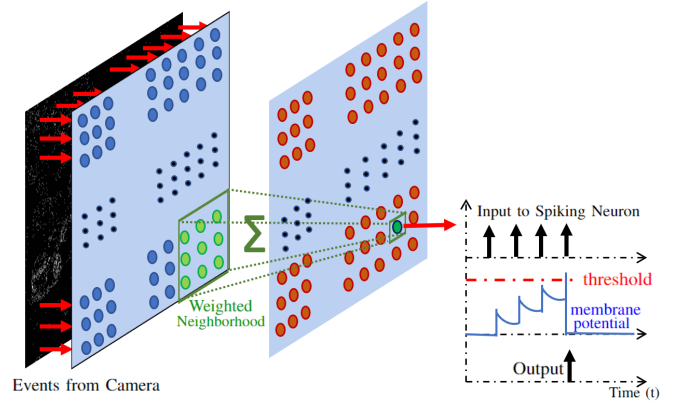 Input to Spiking Neuron
Σ
threshold
Weighted
Neighborhood
membrane
potential
Output
Events from Camera
Time (t)